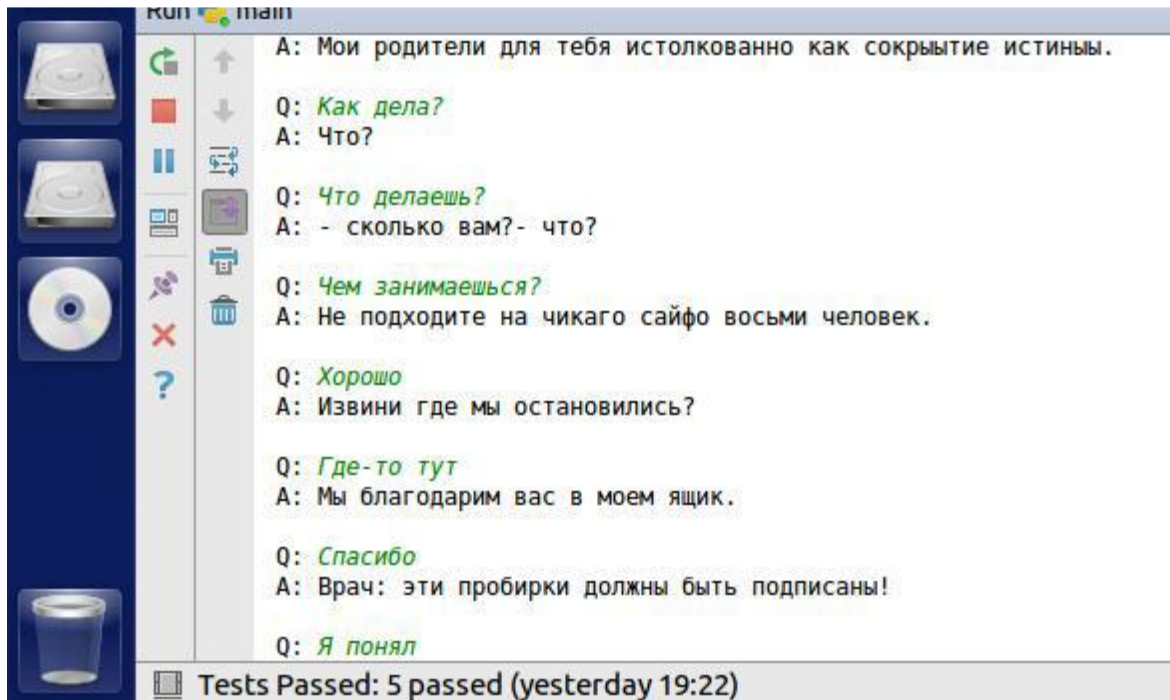 Run main
A: Мои родители для тебя истолкованно как сокрыытие истиныы.
Q: Как дела?
A: Что?
Q: Что делаешь?
A: - сколько вам?- что?
Q: Чем занимаешься?
A: Не подходите на чикаго сайфо восьми человек.
Q: Хорошо
A: Извини где мы остановились?
Q: Где-то тут
A: Мы благодарим вас в моем ящик.
Q: Спасибо
A: Врач: эти пробирки должны быть подписаны!
Q: Я понял
Tests Passed: 5 passed (yesterday 19:22)